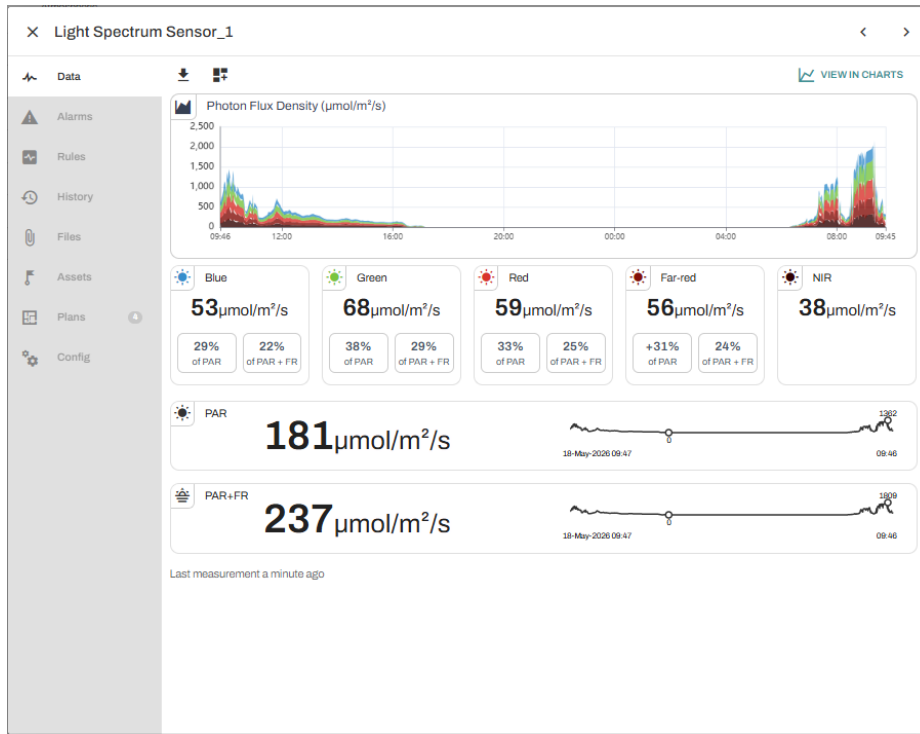 Light Spectrum Sensor_1
Data
Alarms
Rules
History
Files
Assets
Plans 4
Config
VIEW IN CHARTS
Photon Flux Density (µmol/m²/s)
2,500
2,000
1,500
1,000
500
0
09:46 12:00 16:00 20:00 00:00 04:00 08:00 09:45
Blue
53µmol/m²/s
29% of PAR
22% of PAR + FR
Green
68µmol/m²/s
38% of PAR
29% of PAR + FR
Red
59µmol/m²/s
33% of PAR
25% of PAR + FR
Far-red
56µmol/m²/s
+31% of PAR
24% of PAR + FR
NIR
38µmol/m²/s
PAR
181µmol/m²/s
1362
0
18-May-2026 09:47 09:46
PAR+FR
237µmol/m²/s
1809
0
18-May-2026 09:47 09:46
Last measurement a minute ago